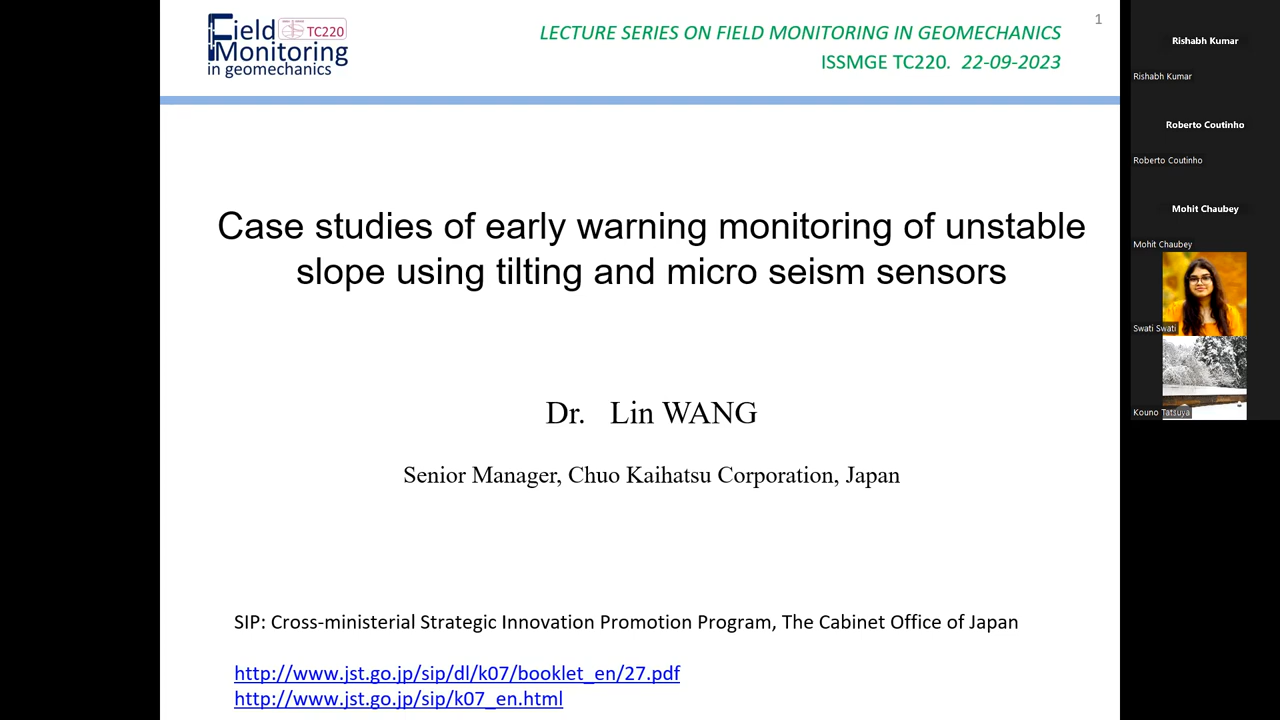 Field TC220
Monitoring
in geomechanics
LECTURE SERIES ON FIELD MONITORING IN GEOMECHANICS
ISSMGE TC220. 22-09-2023
1
Case studies of early warning monitoring of unstable
slope using tilting and micro seism sensors
Dr. Lin WANG
Senior Manager, Chuo Kaihatsu Corporation, Japan
SIP: Cross-ministerial Strategic Innovation Promotion Program, The Cabinet Office of Japan
http://www.jst.go.jp/sip/dl/k07/booklet_en/27.pdf
http://www.jst.go.jp/sip/k07_en.html
Rishabh Kumar
Rishabh Kumar
Roberto Coutinho
Roberto Coutinho
Mohit Chaubey
Mohit Chaubey
Swati Swati
Kouno Tatsuya